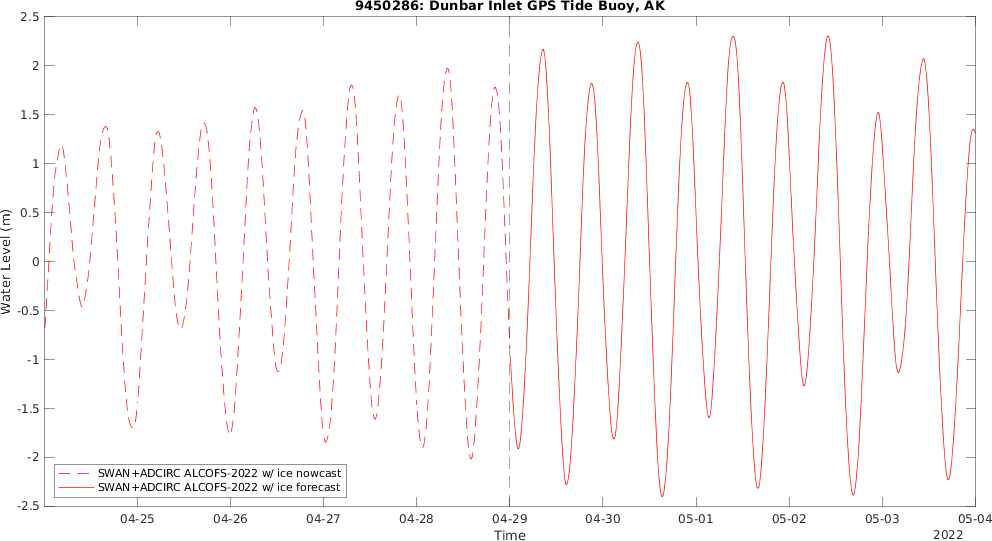 9450286: Dunbar Inlet GPS Tide Buoy, AK
Water Level (m)
2.5
2
1.5
1
0.5
0
-0.5
-1
-1.5
-2
-2.5
SWAN+ADCIRC ALCOFS-2022 w/ ice nowcast
SWAN+ADCIRC ALCOFS-2022 w/ ice forecast
04-25 04-26 04-27 04-28 04-29 04-30 05-01 05-02 05-03 05-04
Time
2022